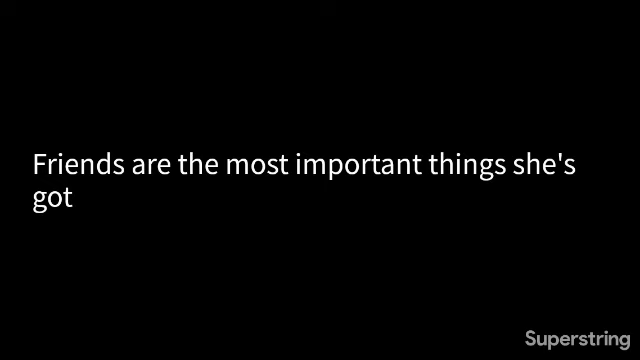 Friends are the most important things she's
got
Superstring